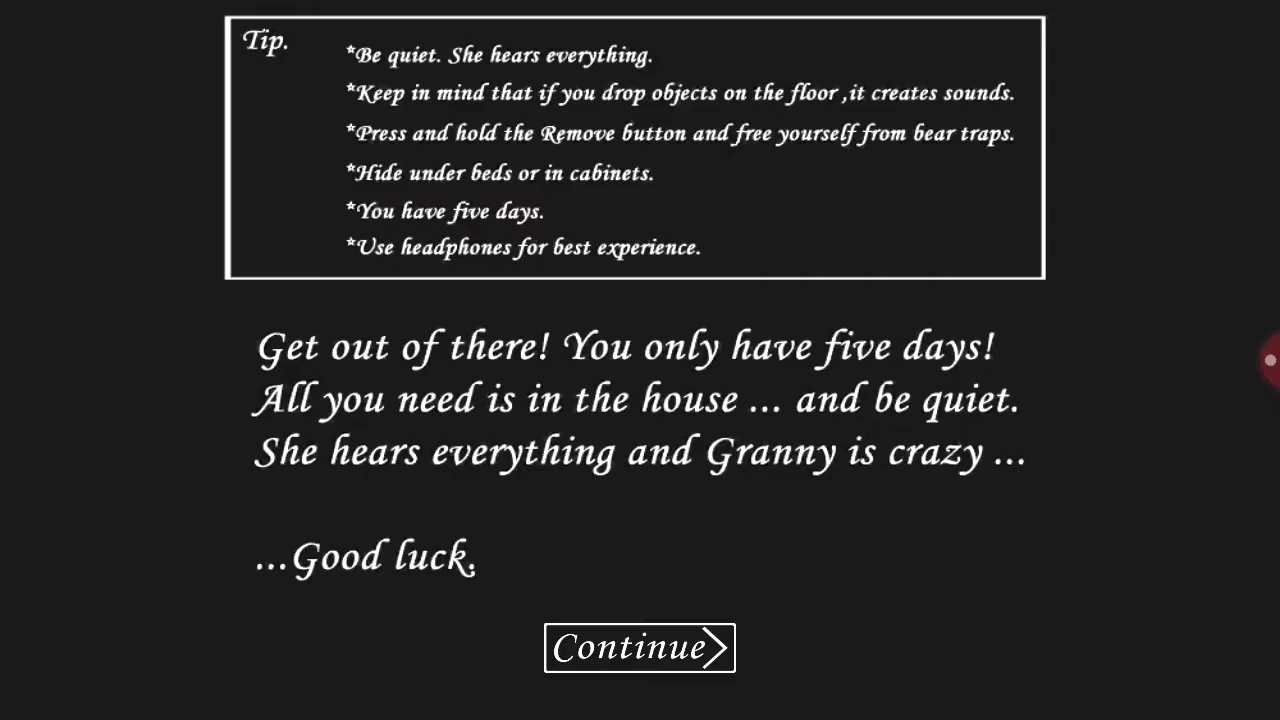 Tip.
*Be quiet. She hears everything.
*Keep in mind that if you drop objects on the floor ,it creates sounds.
*Press and hold the Remove button and free yourself from bear traps.
*Hide under beds or in cabinets.
*You have five days.
*Use headphones for best experience.
Get out of there! You only have five days!
All you need is in the house ... and be quiet.
She hears everything and Granny is crazy ...
...Good luck.
Continue